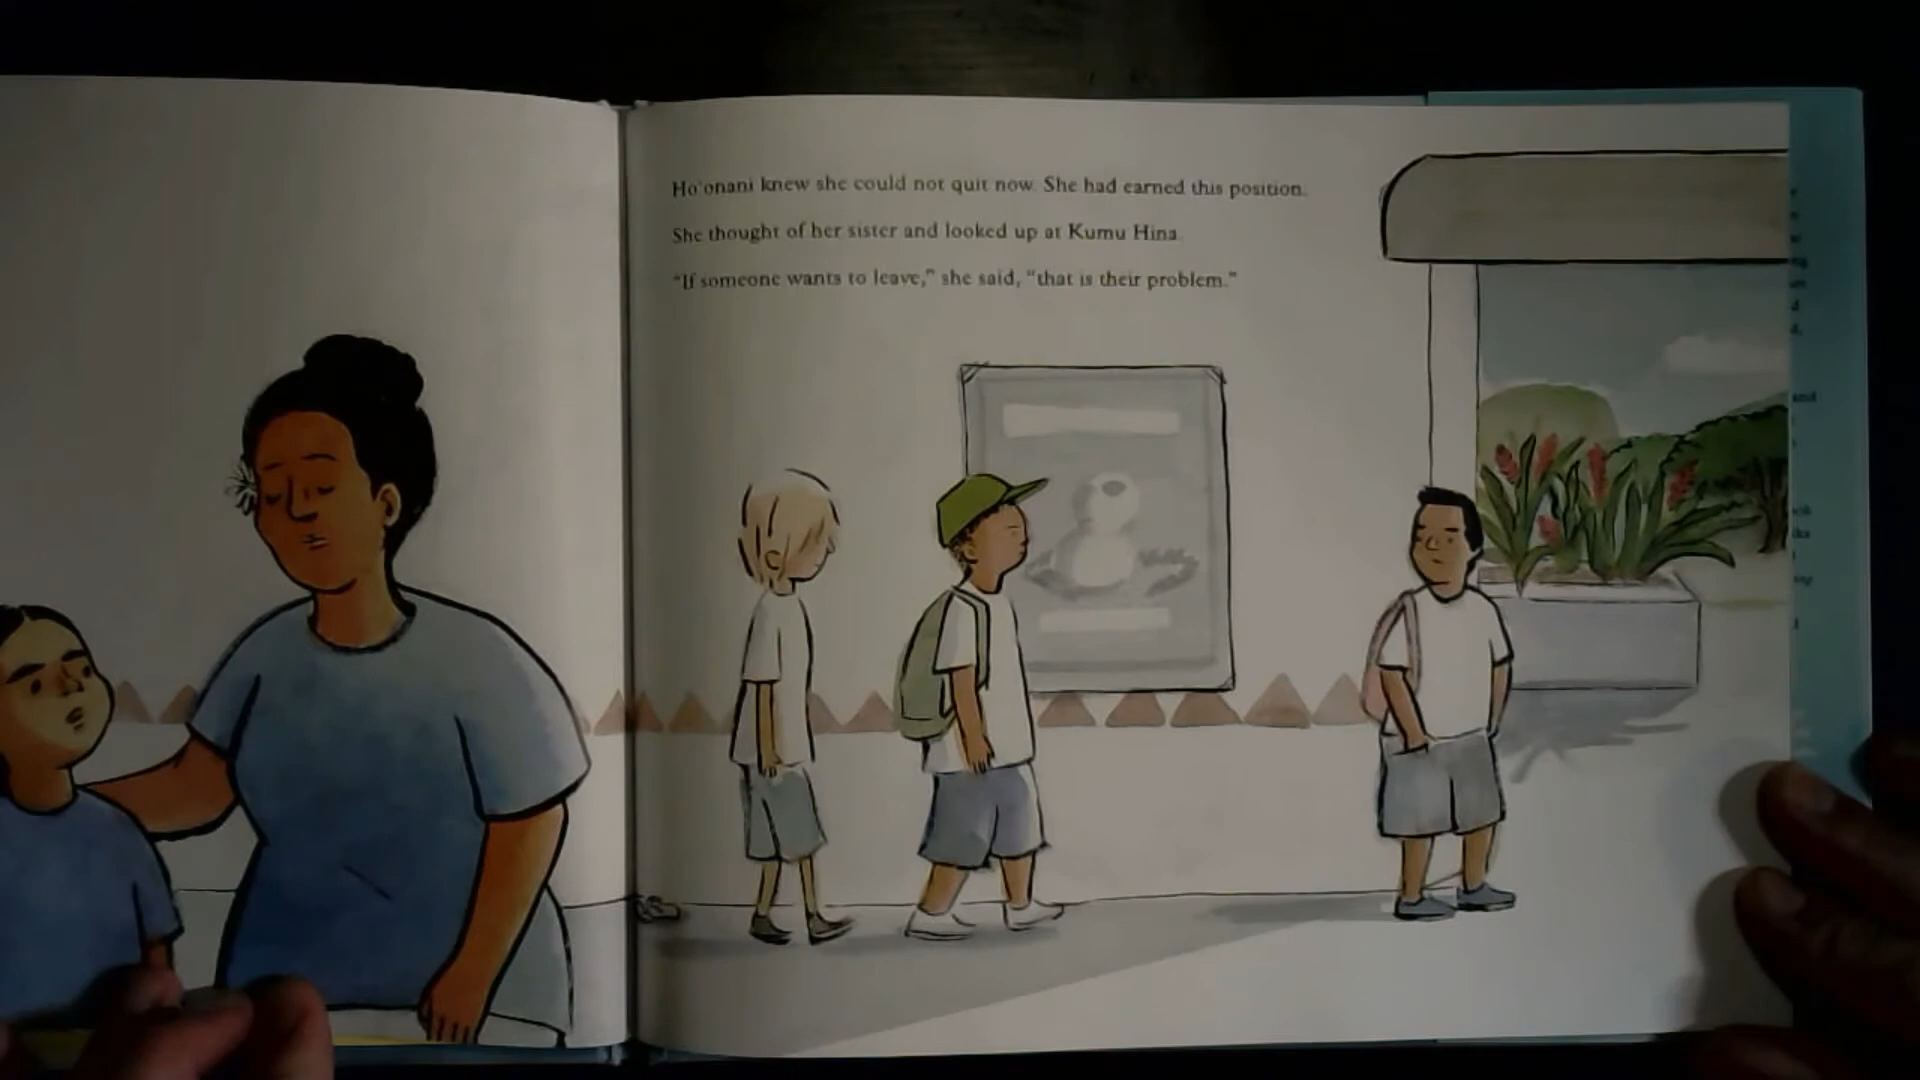 Ho'onani knew she could not quit now. She had earned this position.
She thought of her sister and looked up at Kumu Hina.
"If someone wants to leave," she said, "that is their problem."
and